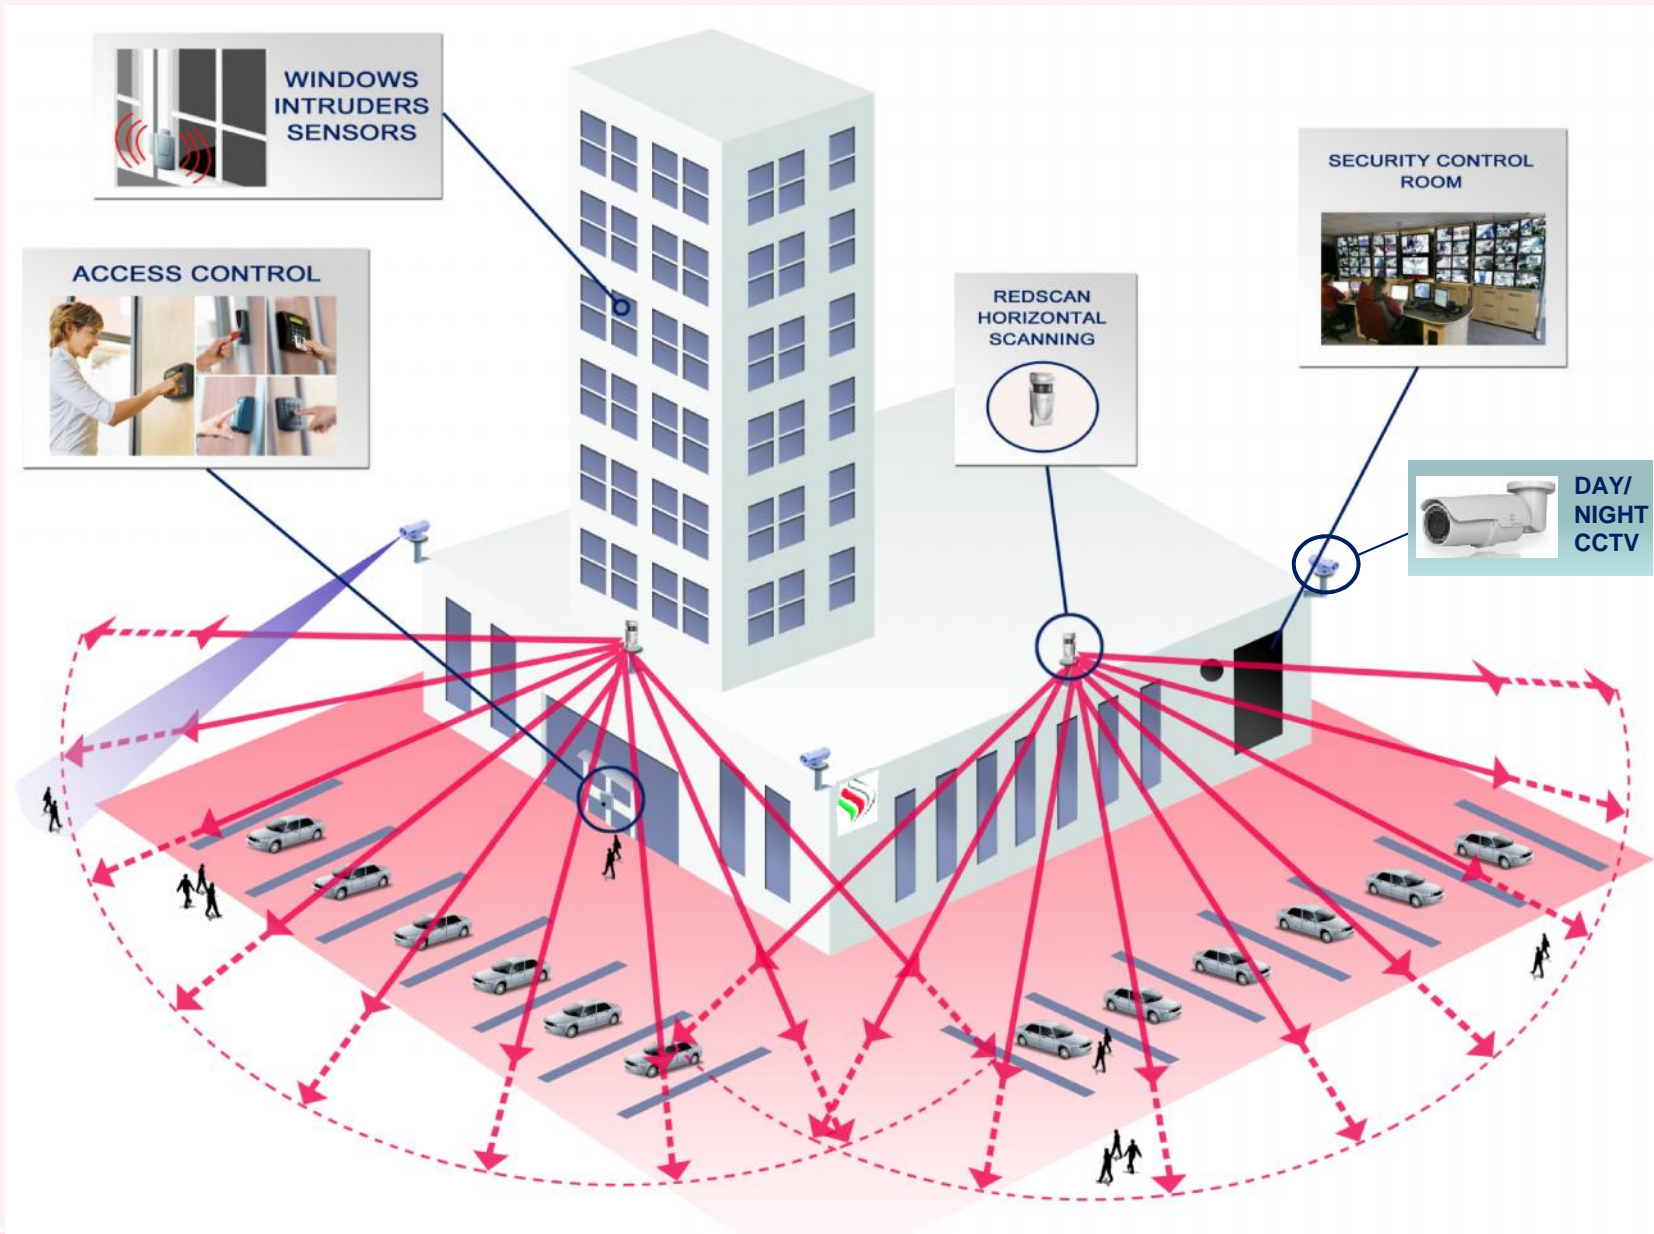 WINDOWS
INTRUDERS
SENSORS
ACCESS CONTROL
REDSCAN
HORIZONTAL
SCANNING
SECURITY CONTROL
ROOM
DAY/
NIGHT
CCTV